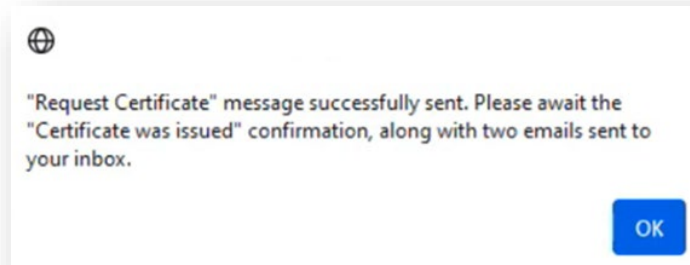 "Request Certificate" message successfully sent. Please await the
"Certificate was issued" confirmation, along with two emails sent to
your inbox.
OK